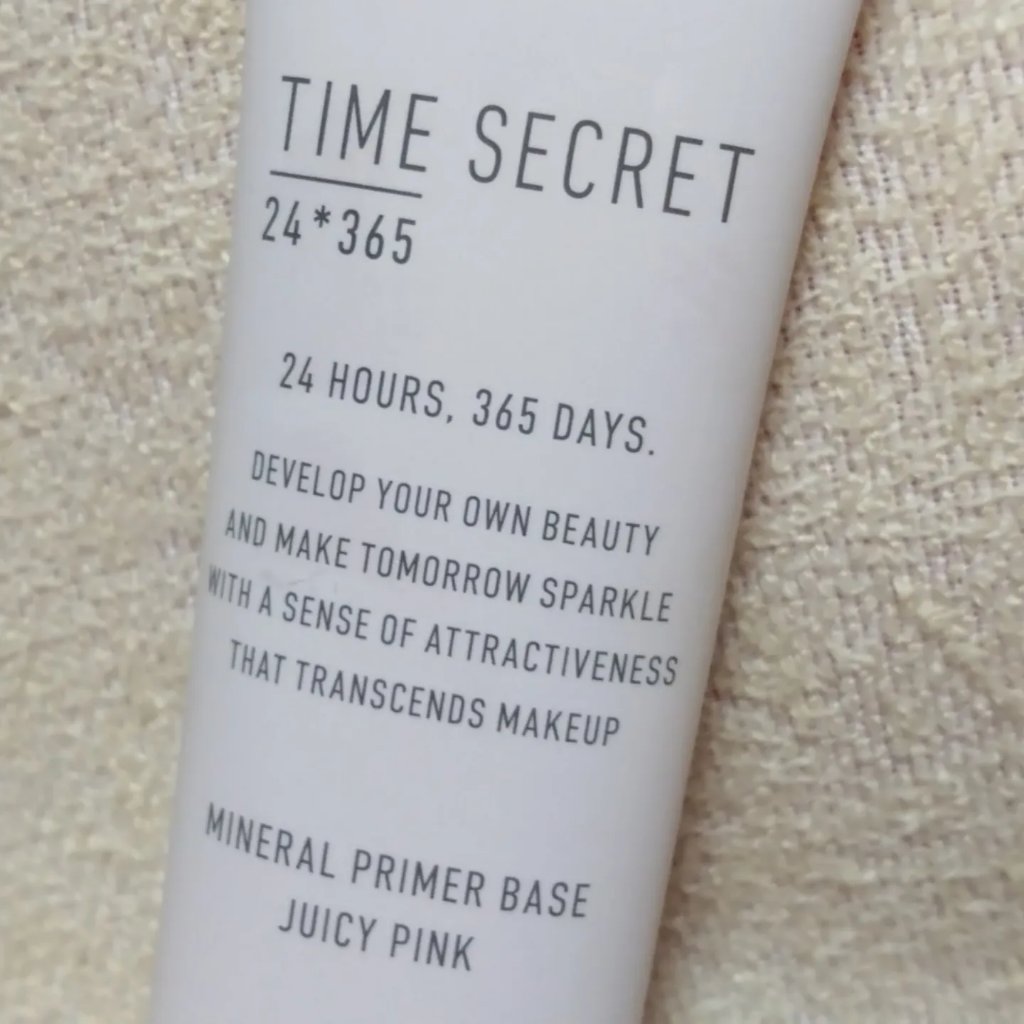 TIME SECRET
24*365
24 HOURS, 365 DAYS.
DEVELOP YOUR OWN BEAUTY
AND MAKE TOMORROW SPARKLE
WITH A SENSE OF ATTRACTIVENESS
THAT TRANSCENDS MAKEUP
MINERAL PRIMER BASE
JUICY PINK